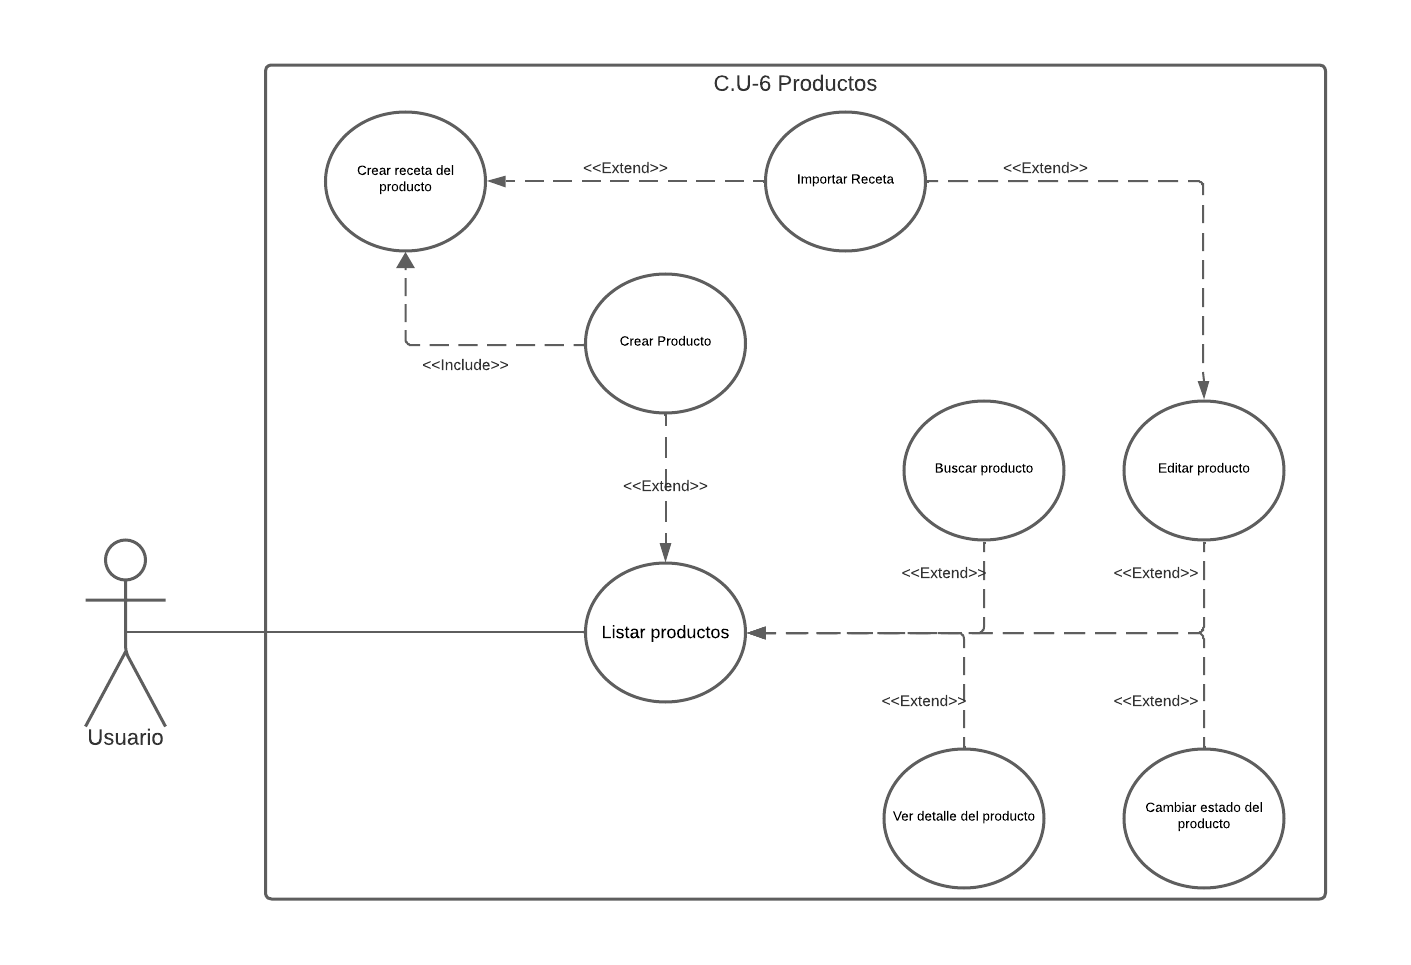 C.U-6 Productos
Crear receta del
producto
<<Extend>>
Importar Receta
<<Extend>>
<<Include>>
Crear Producto
<<Extend>>
Buscar producto
Editar producto
<<Extend>>
<<Extend>>
Listar productos
<<Extend>>
<<Extend>>
Usuario
Ver detalle del producto
Cambiar estado del
producto